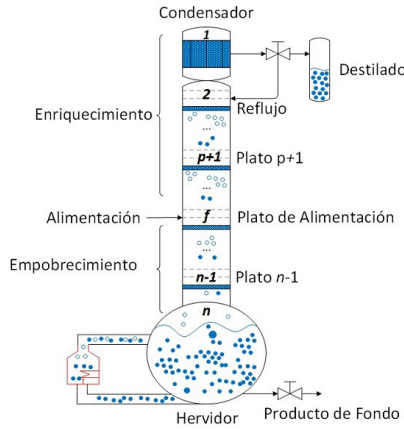 Condensador
1
Destilado
2
Reflujo
Enriquecimiento
...
p+1
Plato p+1
...
Alimentación
f
Plato de Alimentación
Empobrecimiento
...
n-1
Plato n-1
n
Hervidor
Producto de Fondo